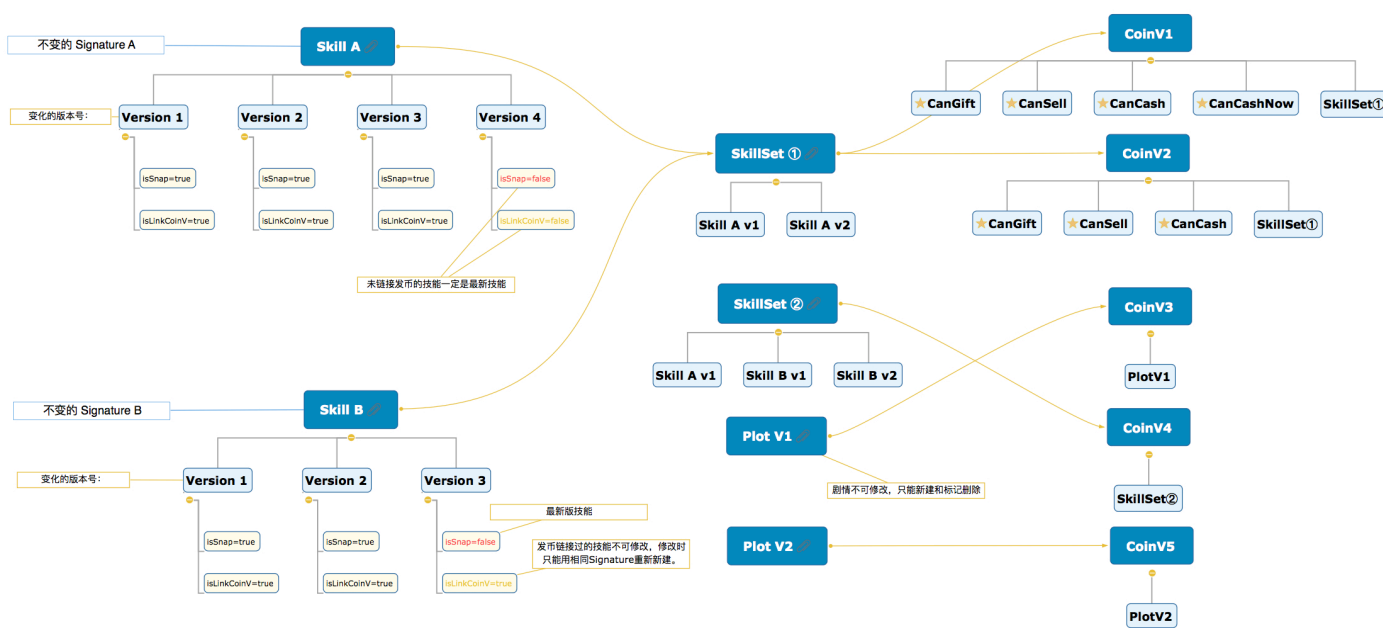 不变的 Signature A
Skill A
变化的版本号：
Version 1
Version 2
Version 3
Version 4
isSnap=true
isSnap=true
isSnap=true
isSnap=false
isLinkCoinV=true
isLinkCoinV=true
isLinkCoinV=true
isLinkCoinV=false
未链接发币的技能一定是最新技能
不变的 Signature B
Skill B
变化的版本号：
Version 1
Version 2
Version 3
最新版技能
isSnap=true
isSnap=true
isSnap=false
发币链接过的技能不可修改，修改时
只能用相同Signature重新新建。
isLinkCoinV=true
isLinkCoinV=true
isLinkCoinV=true
SkillSet ①
Skill A v1
Skill A v2
SkillSet ②
Skill A v1
Skill B v1
Skill B v2
Plot V1
剧情不可修改，只能新建和标记删除
Plot V2
CoinV1
CanGift
CanSell
CanCash
CanCashNow
SkillSet①
CoinV2
CanGift
CanSell
CanCash
SkillSet①
CoinV3
PlotV1
CoinV4
SkillSet②
CoinV5
PlotV2